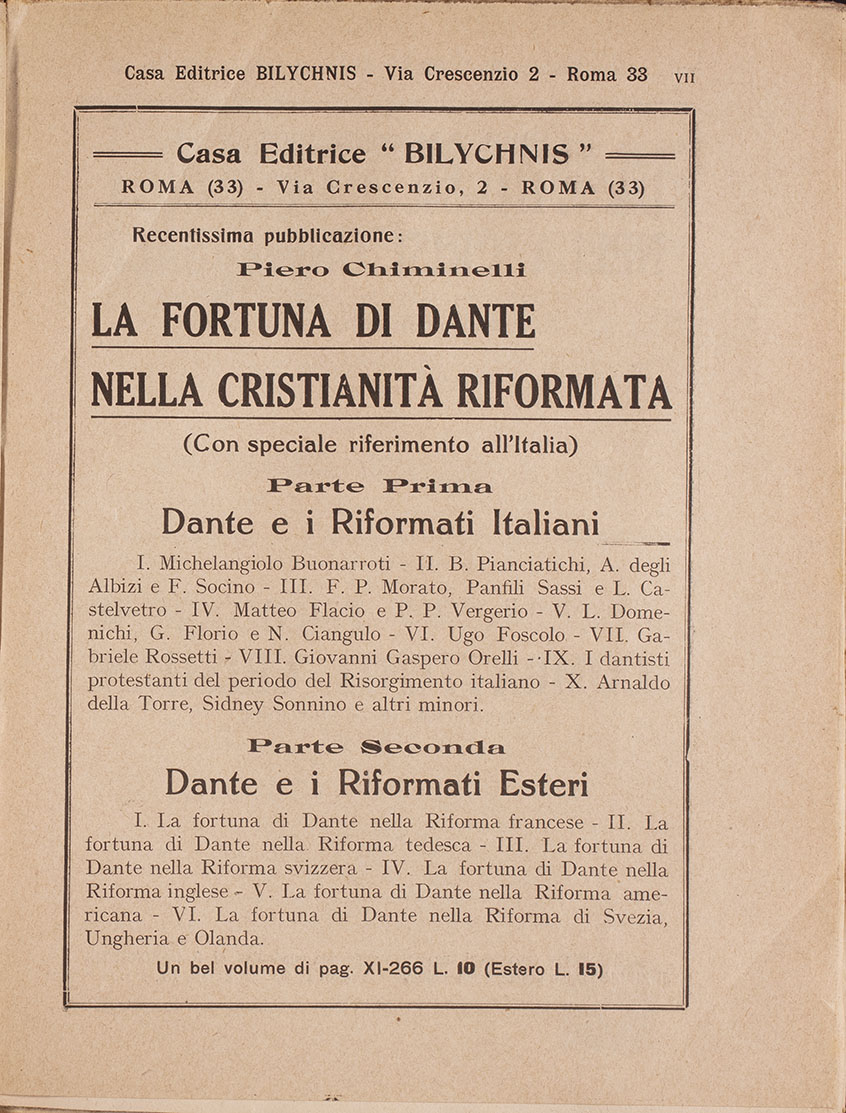 Casa Editrice BILYCHNIS - Via Crescenzio 2 - Roma 33 VII
Casa Editrice “ BILYCHNIS ”
ROMA (33) - Via Crescenzio, 2 - ROMA (33)
Recentissima pubblicazione:
Piero Chiminelli
LA FORTUNA DI DANTE
NELLA CRISTIANITÀ RIFORMATA
(Con speciale riferimento all'Italia)
Parte Prima
Dante e i Riformati Italiani
I. Michelangiolo Buonarroti - II. B. Pianciatichi, A. degli
Albizi e F. Socino - III. F. P. Morato, Panfili Sassi e L. Ca-
stelvetro - IV. Matteo Flacio e P. P. Vergerio - V. L. Dome-
nichi, G. Florio e N. Ciangulo - VI. Ugo Foscolo - VII. Ga-
briele Rossetti - VIII. Giovanni Gaspero Orelli - IX. I dantisti
protestanti del periodo del Risorgimento italiano - X. Arnaldo
della Torre, Sidney Sonnino e altri minori.
Parte Seconda
Dante e i Riformati Esteri
I. La fortuna di Dante nella Riforma francese - II. La
fortuna di Dante nella Riforma tedesca - III. La fortuna di
Dante nella Riforma svizzera - IV. La fortuna di Dante nella
Riforma inglese - V. La fortuna di Dante nella Riforma ame-
ricana - VI. La fortuna di Dante nella Riforma di Svezia,
Ungheria e Olanda.
Un bel volume di pag. XI-266 L. 10 (Estero L. 15)